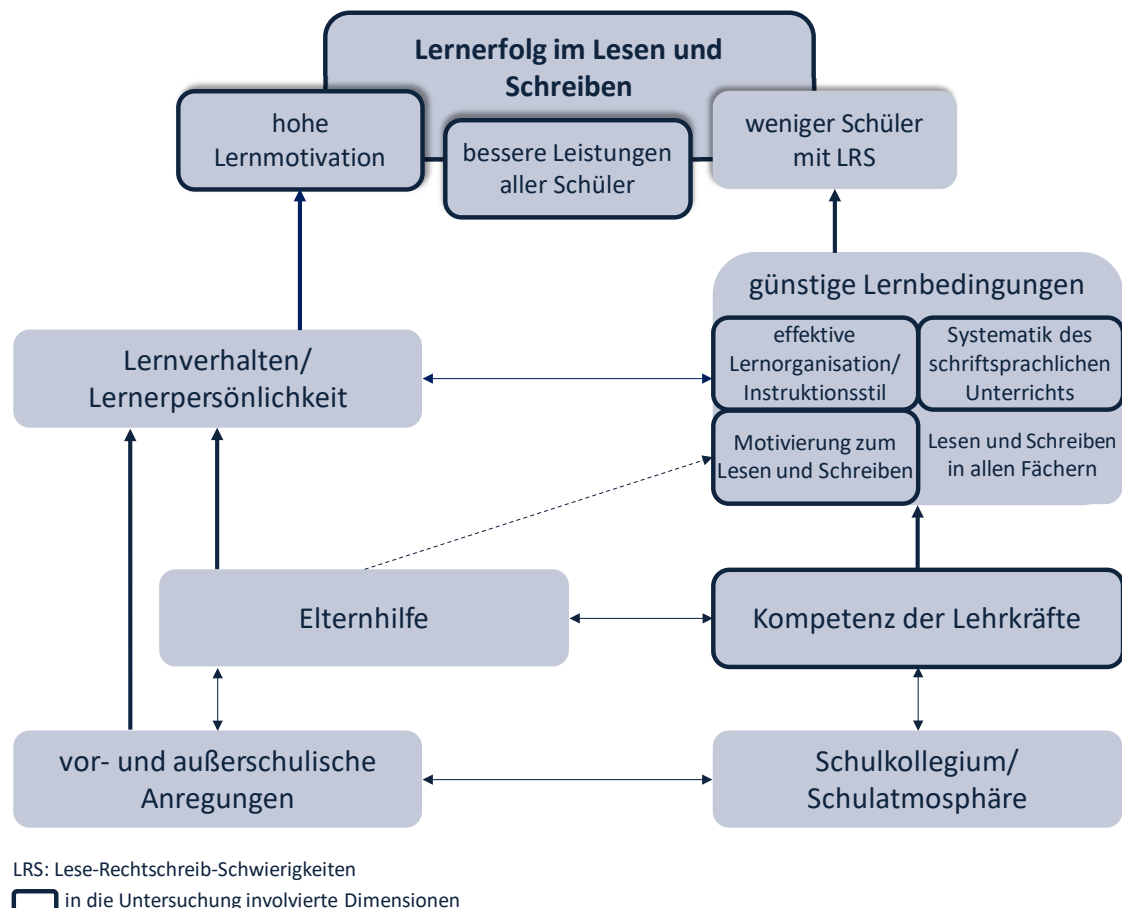 Lernerfolg im Lesen und
Schreiben
hohe
Lernmotivation
bessere Leistungen
aller Schüler
weniger Schüler
mit LRS
günstige Lernbedingungen
effektive
Lernorganisation/
Instruktionsstil
Systematik des
schriftsprachlichen
Unterrichts
Motivierung zum
Lesen und Schreiben
Lesen und Schreiben
in allen Fächern
Lernverhalten/
Lernerpersönlichkeit
Elternhilfe
Kompetenz der Lehrkräfte
vor- und außerschulische
Anregungen
Schulkollegium/
Schulatmosphäre
LRS: Lese-Rechtschreib-Schwierigkeiten
in die Untersuchung involvierte Dimensionen